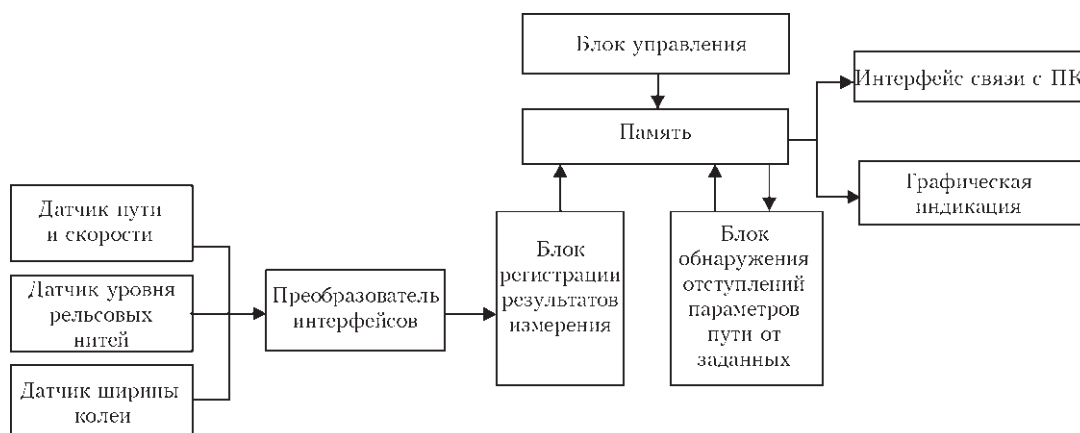 Блок управления
Память
Интерфейс связи с ПК
Графическая
индикация
Датчик пути
и скорости
Датчик уровня
рельсовых
нитей
Датчик ширины
колеи
Преобразователь
интерфейсов
Блок
регистрации
результатов
измерения
Блок
обнаружения
отступлений
параметров
пути от
заданных